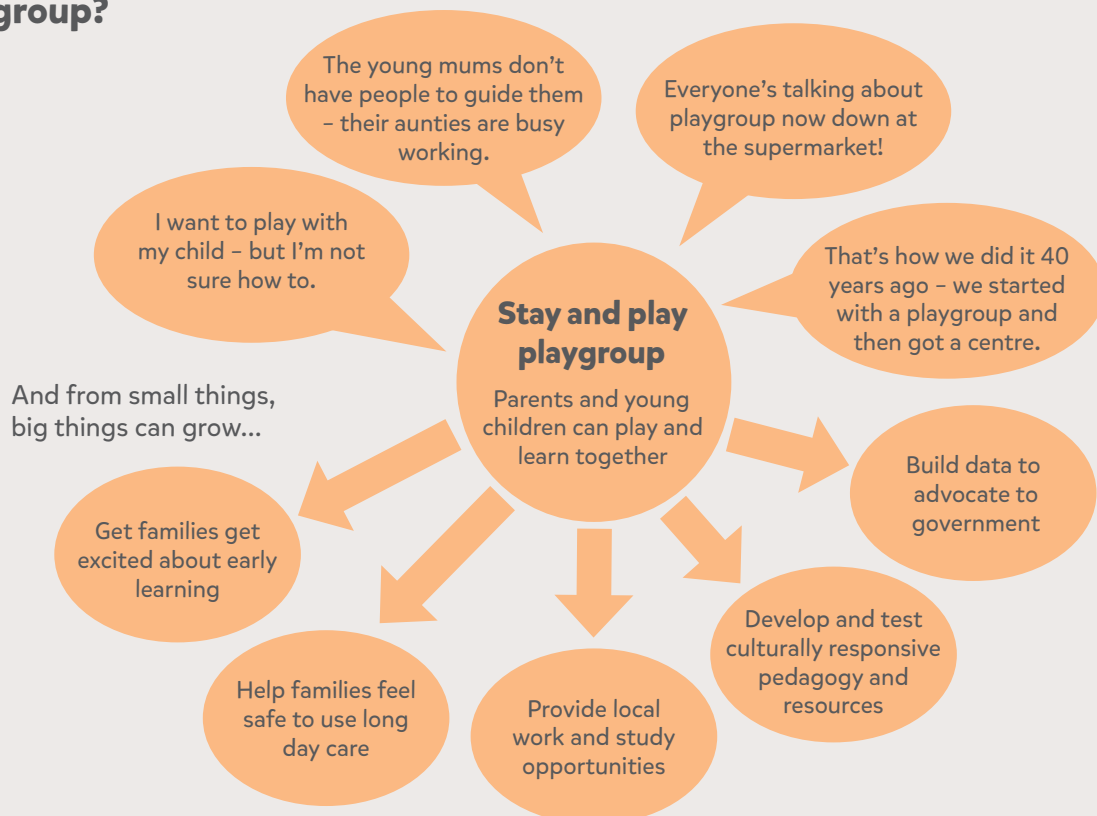 group?
The young mums don't
have people to guide them
– their aunties are busy
working.
Everyone's talking about
playgroup now down at
the supermarket!
I want to play with
my child – but I'm not
sure how to.
That's how we did it 40
years ago – we started
with a playgroup and
then got a centre.
Stay and play
playgroup
Parents and young
children can play and
learn together
And from small things,
big things can grow...
Get families get
excited about early
learning
Help families feel
safe to use long
day care
Provide local
work and study
opportunities
Develop and test
culturally responsive
pedagogy and
resources
Build data to
advocate to
government